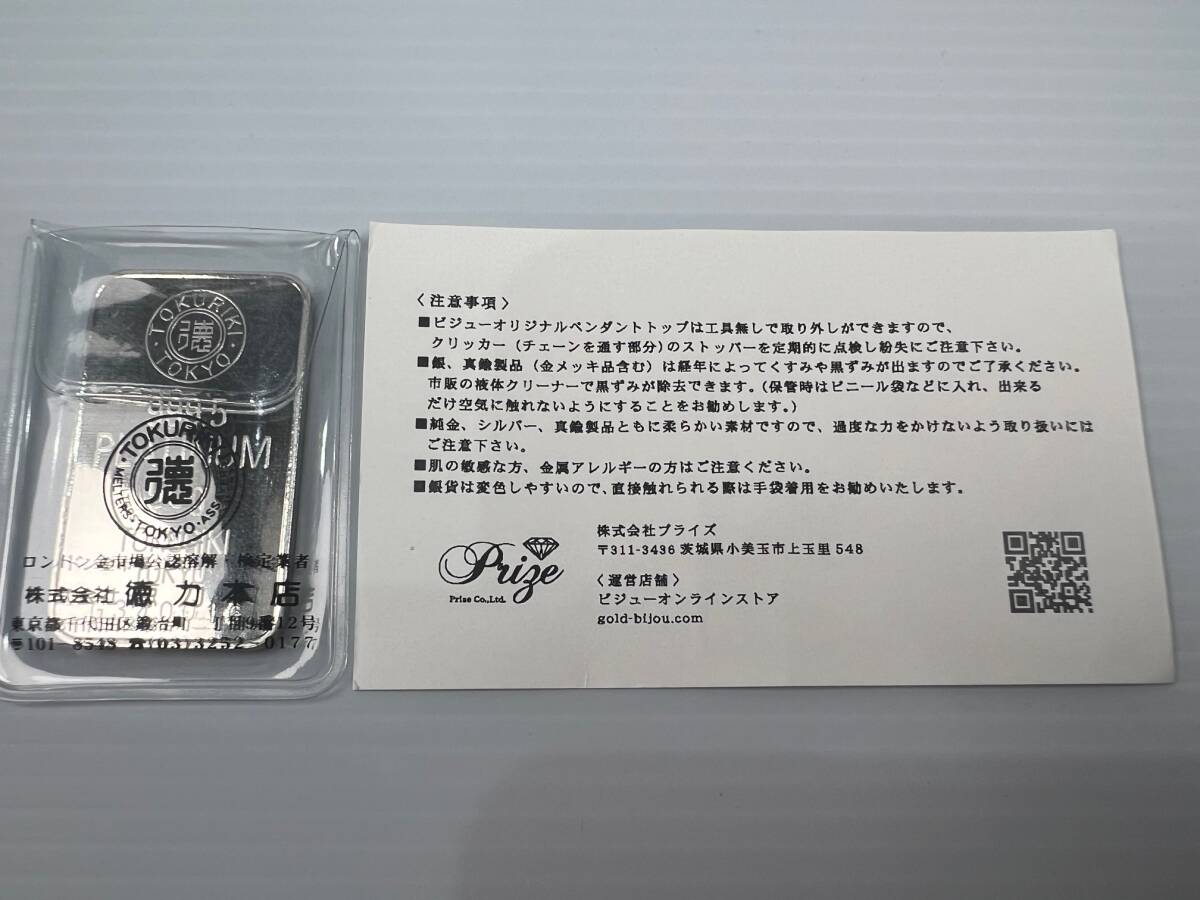 TOKURIKI
徳
TOKYO
TOKURIKI
徳
MELTERS・TOKYO・ASSA
TOKYO
ロンドン金市場公認溶解・検定業者
株式会社 徳力本店
東京都千代田区鍛冶町二丁目9番12号
〒101-8548 ☎(03)3252-0177
〈注意事項〉
■ビジューオリジナルペンダントトップは工具無しで取り外しができますので、
クリッカー（チェーンを通す部分）のストッパーを定期的に点検し紛失にご注意下さい。
■銀、真鍮製品（金メッキ品含む）は経年によってくすみや黒ずみが出ますのでご了承ください。
市販の液体クリーナーで黒ずみが除去できます。（保管時はビニール袋などに入れ、出来る
だけ空気に触れないようにすることをお勧めします。）
■純金、シルバー、真鍮製品ともに柔らかい素材ですので、過度な力をかけないよう取り扱いには
ご注意下さい。
■肌の敏感な方、金属アレルギーの方はご注意ください。
■銀貨は変色しやすいので、直接触れられる際は手袋着用をお勧めいたします。
Prize
Prize Co.,Ltd.
株式会社プライズ
〒311-3436 茨城県小美玉市上玉里548
〈運営店舗〉
ビジューオンラインストア
gold-bijou.com